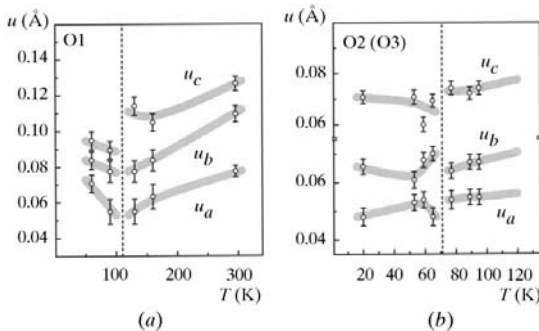 u (Å)
O1
0.14
0.12
0.10
0.08
0.06
0.04
u_c
u_b
u_a
100
200
300
T (K)
(a)
u (Å)
O2 (O3)
0.08
0.06
0.06
0.04
u_c
u_b
u_a
20
40
60
80
100
120
T (K)
(b)